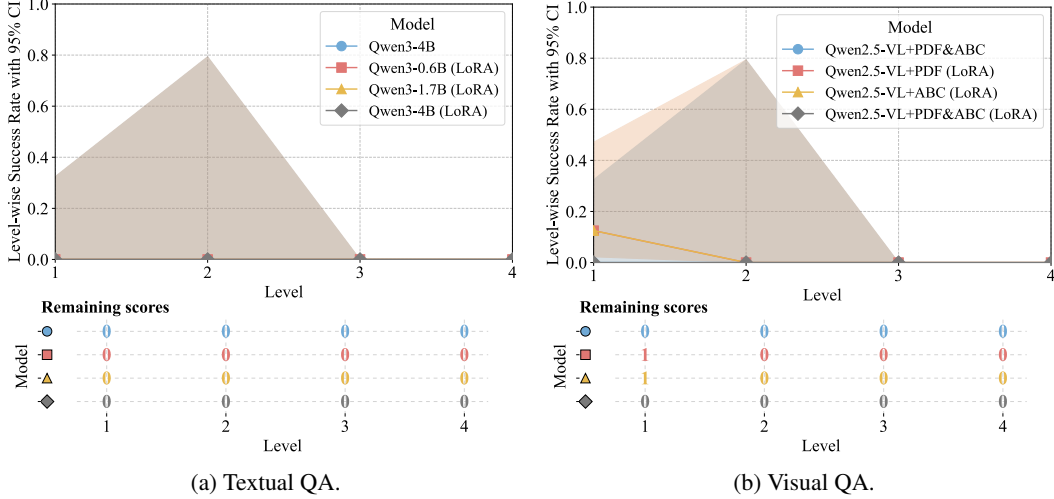 Level-wise Success Rate with 95% CI
1.0
0.8
0.6
0.4
0.2
0.0
1 2 3 4
Level
Model
Qwen3-4B
Qwen3-0.6B (LoRA)
Qwen3-1.7B (LoRA)
Qwen3-4B (LoRA)
Remaining scores
Model
0 0 0 0
0 0 0 0
0 0 0 0
0 0 0 0
1 2 3 4
Level
(a) Textual QA.
Level-wise Success Rate with 95% CI
1.0
0.8
0.6
0.4
0.2
0.0
1 2 3 4
Level
Model
Qwen2.5-VL+PDF&ABC
Qwen2.5-VL+PDF (LoRA)
Qwen2.5-VL+ABC (LoRA)
Qwen2.5-VL+PDF&ABC (LoRA)
Remaining scores
Model
0 0 0 0
1 0 0 0
1 0 0 0
0 0 0 0
1 2 3 4
Level
(b) Visual QA.